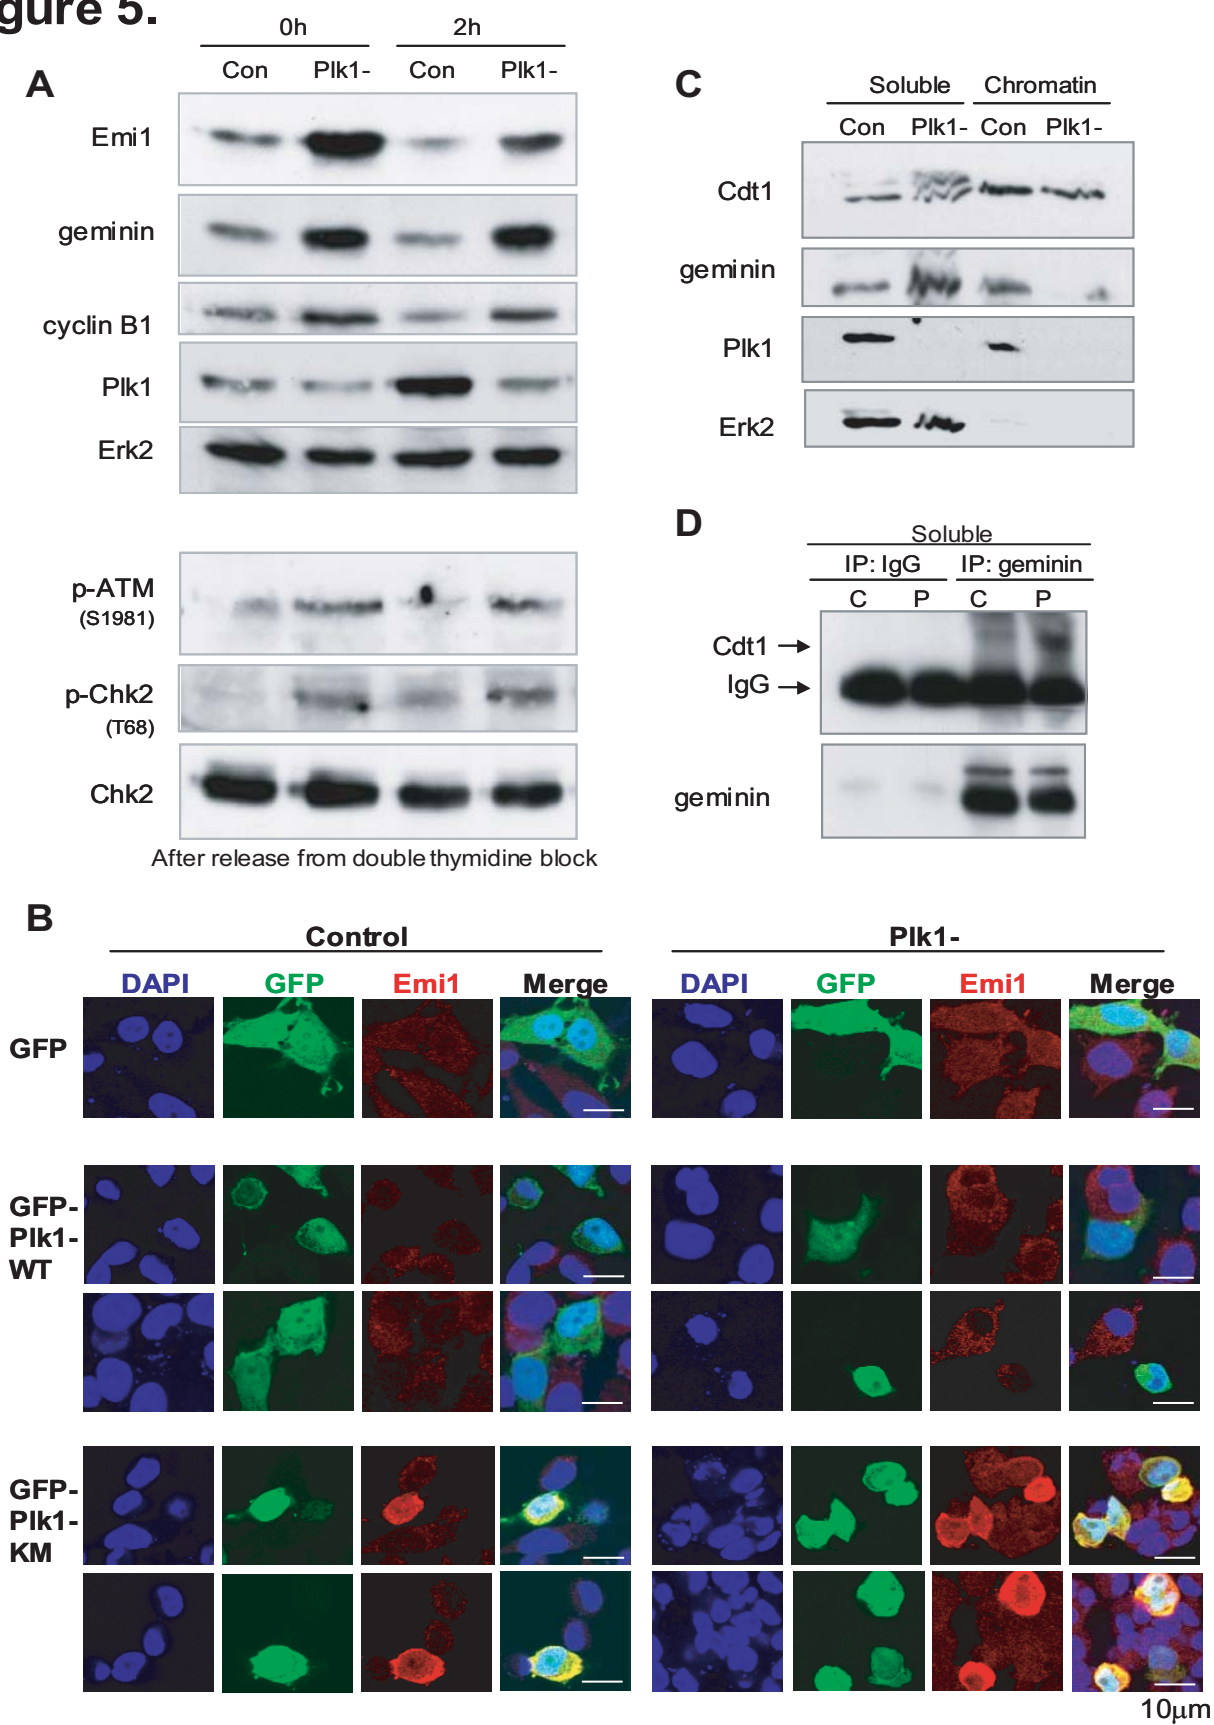 gure 5.
A
0h 2h
Con Plk1- Con Plk1-
Emi1
geminin
cyclin B1
Plk1
Erk2
p-ATM
(S1981)
p-Chk2
(T68)
Chk2
After release from double thymidine block
C
Soluble Chromatin
Con Plk1- Con Plk1-
Cdt1
geminin
Plk1
Erk2
D
Soluble
IP: IgG IP: geminin
C P C P
Cdt1
IgG
geminin
B
Control Plk1-
DAPI GFP Emi1 Merge DAPI GFP Emi1 Merge
GFP
GFP-
Plk1-
WT
GFP-
Plk1-
KM
10µm